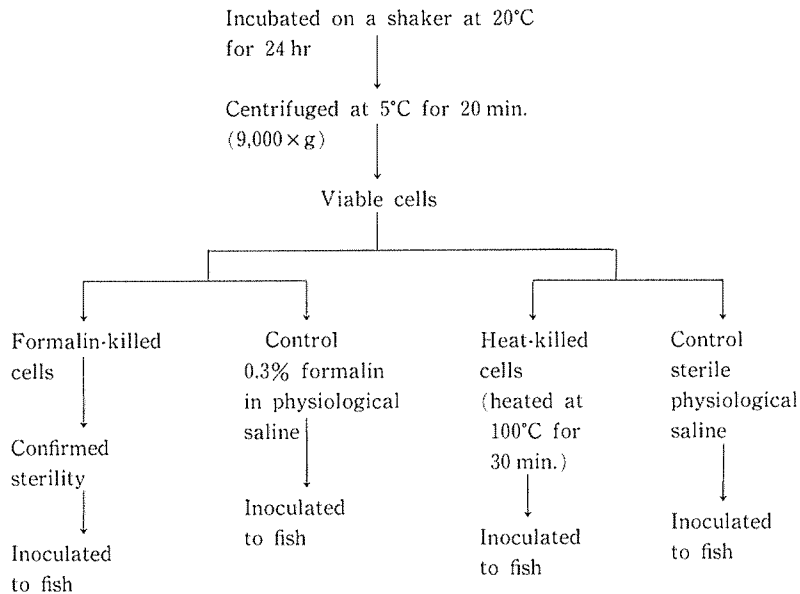 Incubated on a shaker at 20°C
for 24 hr
Centrifuged at 5°C for 20 min.
(9,000×g)
Viable cells
Formalin-killed
cells
Confirmed
sterility
Inoculated
to fish
Control
0.3% formalin
in physiological
saline
Inoculated
to fish
Heat-killed
cells
(heated at
100°C for
30 min.)
Inoculated
to fish
Control
sterile
physiological
saline
Inoculated
to fish